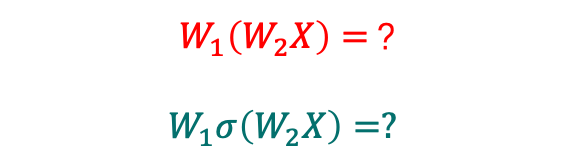 W₁(W₂X) = ?
W₁σ(W₂X) =?